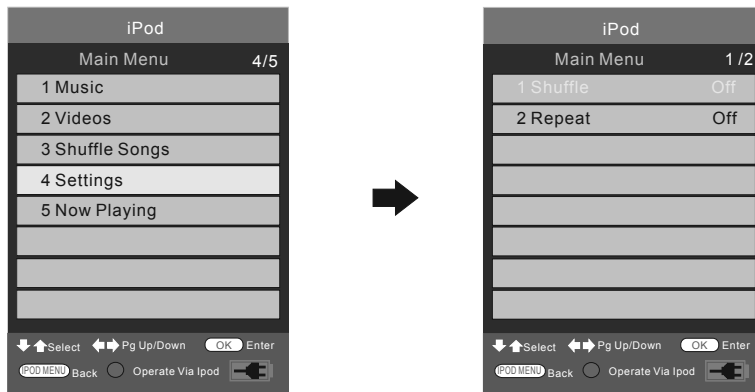 iPod
Main Menu 4/5
1 Music
2 Videos
3 Shuffle Songs
4 Settings
5 Now Playing
Select Pg Up/Down OK Enter
IPOD MENU Back Operate Via Ipod
iPod
Main Menu 1 /2
1 Shuffle Off
2 Repeat Off
Select Pg Up/Down OK Enter
IPOD MENU Back Operate Via Ipod